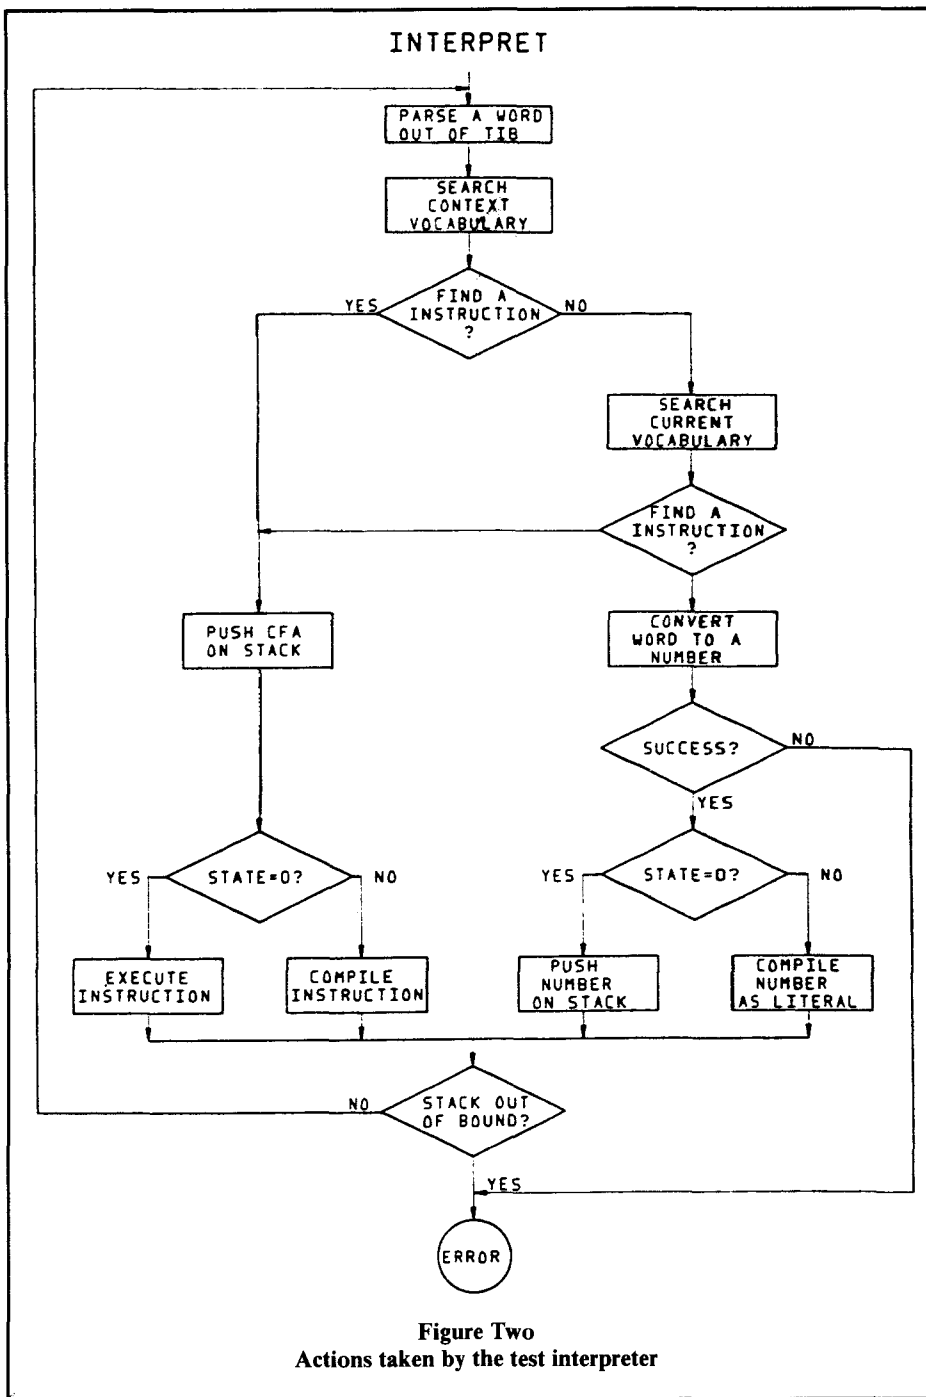 INTERPRET
PARSE A WORD
OUT OF TIB
SEARCH
CONTEXT
VOCABULARY
FIND A
INSTRUCTION
?
YES
NO
SEARCH
CURRENT
VOCABULARY
FIND A
INSTRUCTION
?
PUSH CFA
ON STACK
CONVERT
WORD TO A
NUMBER
SUCCESS?
NO
YES
STATE=0?
YES
NO
STATE=0?
YES
NO
EXECUTE
INSTRUCTION
COMPILE
INSTRUCTION
PUSH
NUMBER
ON STACK
COMPILE
NUMBER
AS LITERAL
STACK OUT
OF BOUND?
NO
YES
ERROR
Figure Two
Actions taken by the test interpreter